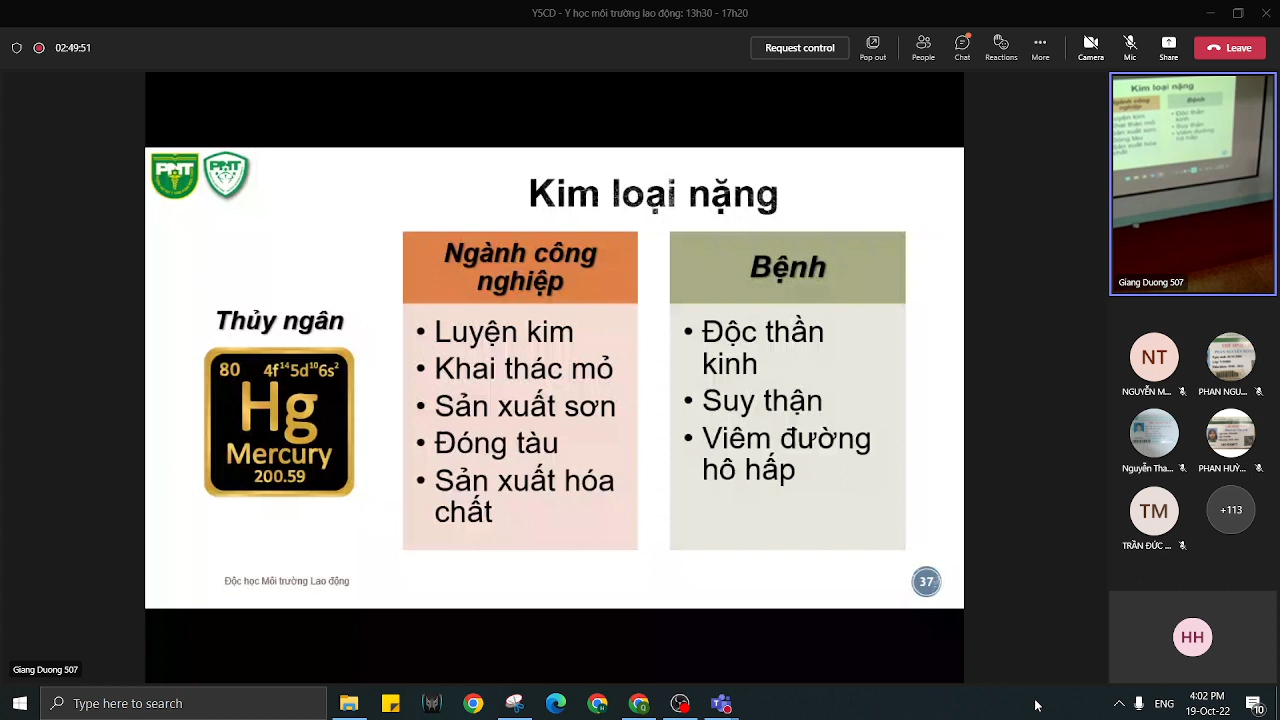 Y5CD - Y học môi trường lao động: 13h30 - 17h20
02:49:51
Request control
Pop out
People
Chat
Reactions
More
Camera
Mic
Share
Leave
PNT
PNT
Kim loại nặng
Ngành công
nghiệp
Bệnh
Thủy ngân
80 4f¹⁴5d¹⁰6s²
Hg
Mercury
200.59
• Luyện kim
• Khai thác mỏ
• Sản xuất sơn
• Đóng tàu
• Sản xuất hóa
chất
• Độc thần
kinh
• Suy thận
• Viêm đường
hô hấp
Độc học Môi trường Lao động
37
Giang Duong 507
Kim loại nặng
Bệnh
Giang Duong 507
NT
NGUYỄN M...
PHAN NGU...
Nguyễn Tha...
PHAN HUY...
TM
TRẦN ĐỨC ...
+113
HH
Type here to search
4:02 PM